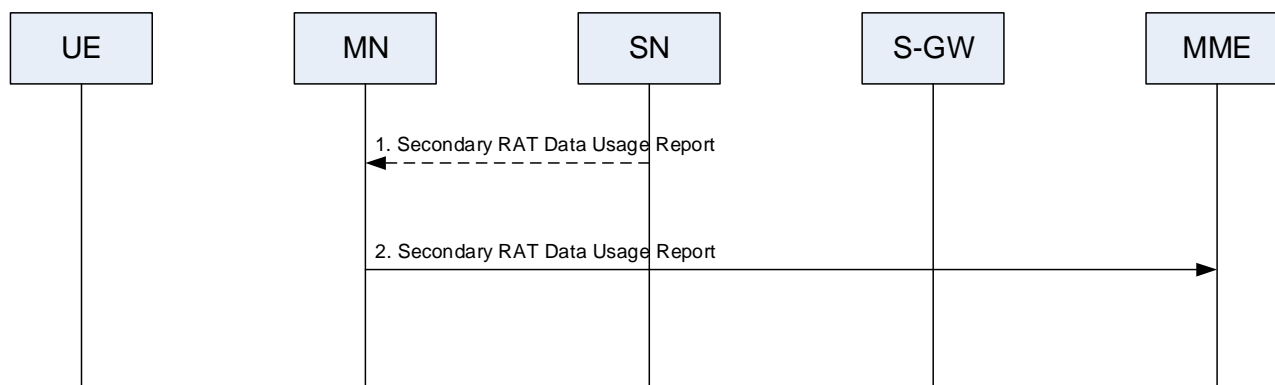 UE
MN
SN
S-GW
MME
1. Secondary RAT Data Usage Report
2. Secondary RAT Data Usage Report